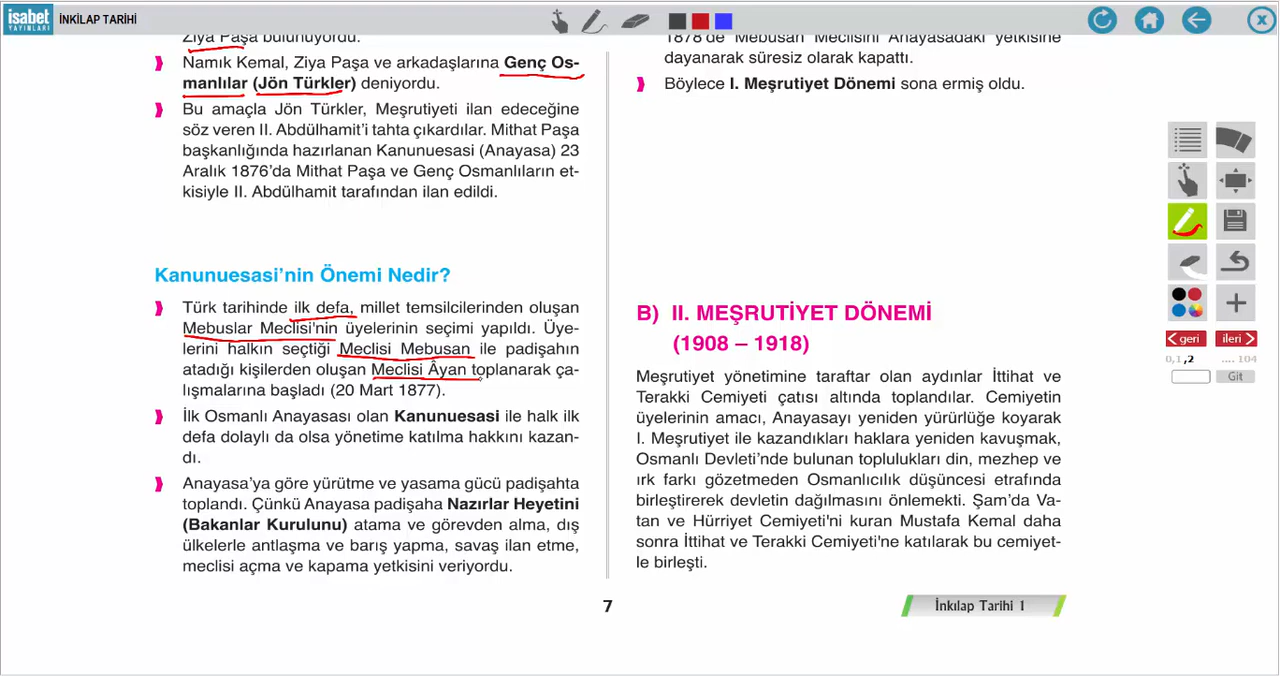 isabet
YAYINLARI
İNKİLAP TARİHİ
Ziya Paşa bulunuyordu.
Namık Kemal, Ziya Paşa ve arkadaşlarına Genç Os-
manlılar (Jön Türkler) deniyordu.
Bu amaçla Jön Türkler, Meşrutiyeti ilan edeceğine
söz veren II. Abdülhamit’i tahta çıkardılar. Mithat Paşa
başkanlığında hazırlanan Kanunuesasi (Anayasa) 23
Aralık 1876’da Mithat Paşa ve Genç Osmanlıların et-
kisiyle II. Abdülhamit tarafından ilan edildi.
Kanunuesasi’nin Önemi Nedir?
Türk tarihinde ilk defa, millet temsilcilerinden oluşan
Mebuslar Meclisi'nin üyelerinin seçimi yapıldı. Üye-
lerini halkın seçtiği Meclisi Mebusan ile padişahın
atadığı kişilerden oluşan Meclisi Âyan toplanarak ça-
lışmalarına başladı (20 Mart 1877).
İlk Osmanlı Anayasası olan Kanunuesasi ile halk ilk
defa dolaylı da olsa yönetime katılma hakkını kazan-
dı.
Anayasa’ya göre yürütme ve yasama gücü padişahta
toplandı. Çünkü Anayasa padişaha Nazırlar Heyetini
(Bakanlar Kurulunu) atama ve görevden alma, dış
ülkelerle antlaşma ve barış yapma, savaş ilan etme,
meclisi açma ve kapama yetkisini veriyordu.
1878’de Mebusan Meclisini Anayasadaki yetkisine
dayanarak süresiz olarak kapattı.
Böylece I. Meşrutiyet Dönemi sona ermiş oldu.
B) II. MEŞRUTİYET DÖNEMİ
(1908 – 1918)
Meşrutiyet yönetimine taraftar olan aydınlar İttihat ve
Terakki Cemiyeti çatısı altında toplandılar. Cemiyetin
üyelerinin amacı, Anayasayı yeniden yürürlüğe koyarak
I. Meşrutiyet ile kazandıkları haklara yeniden kavuşmak,
Osmanlı Devleti’nde bulunan toplulukları din, mezhep ve
ırk farkı gözetmeden Osmanlıcılık düşüncesi etrafında
birleştirerek devletin dağılmasını önlemekti. Şam’da Va-
tan ve Hürriyet Cemiyeti'ni kuran Mustafa Kemal daha
sonra İttihat ve Terakki Cemiyeti'ne katılarak bu cemiyet-
le birleşti.
7
İnkılap Tarihi 1
geri ileri
0,1,2 .... 104
Git